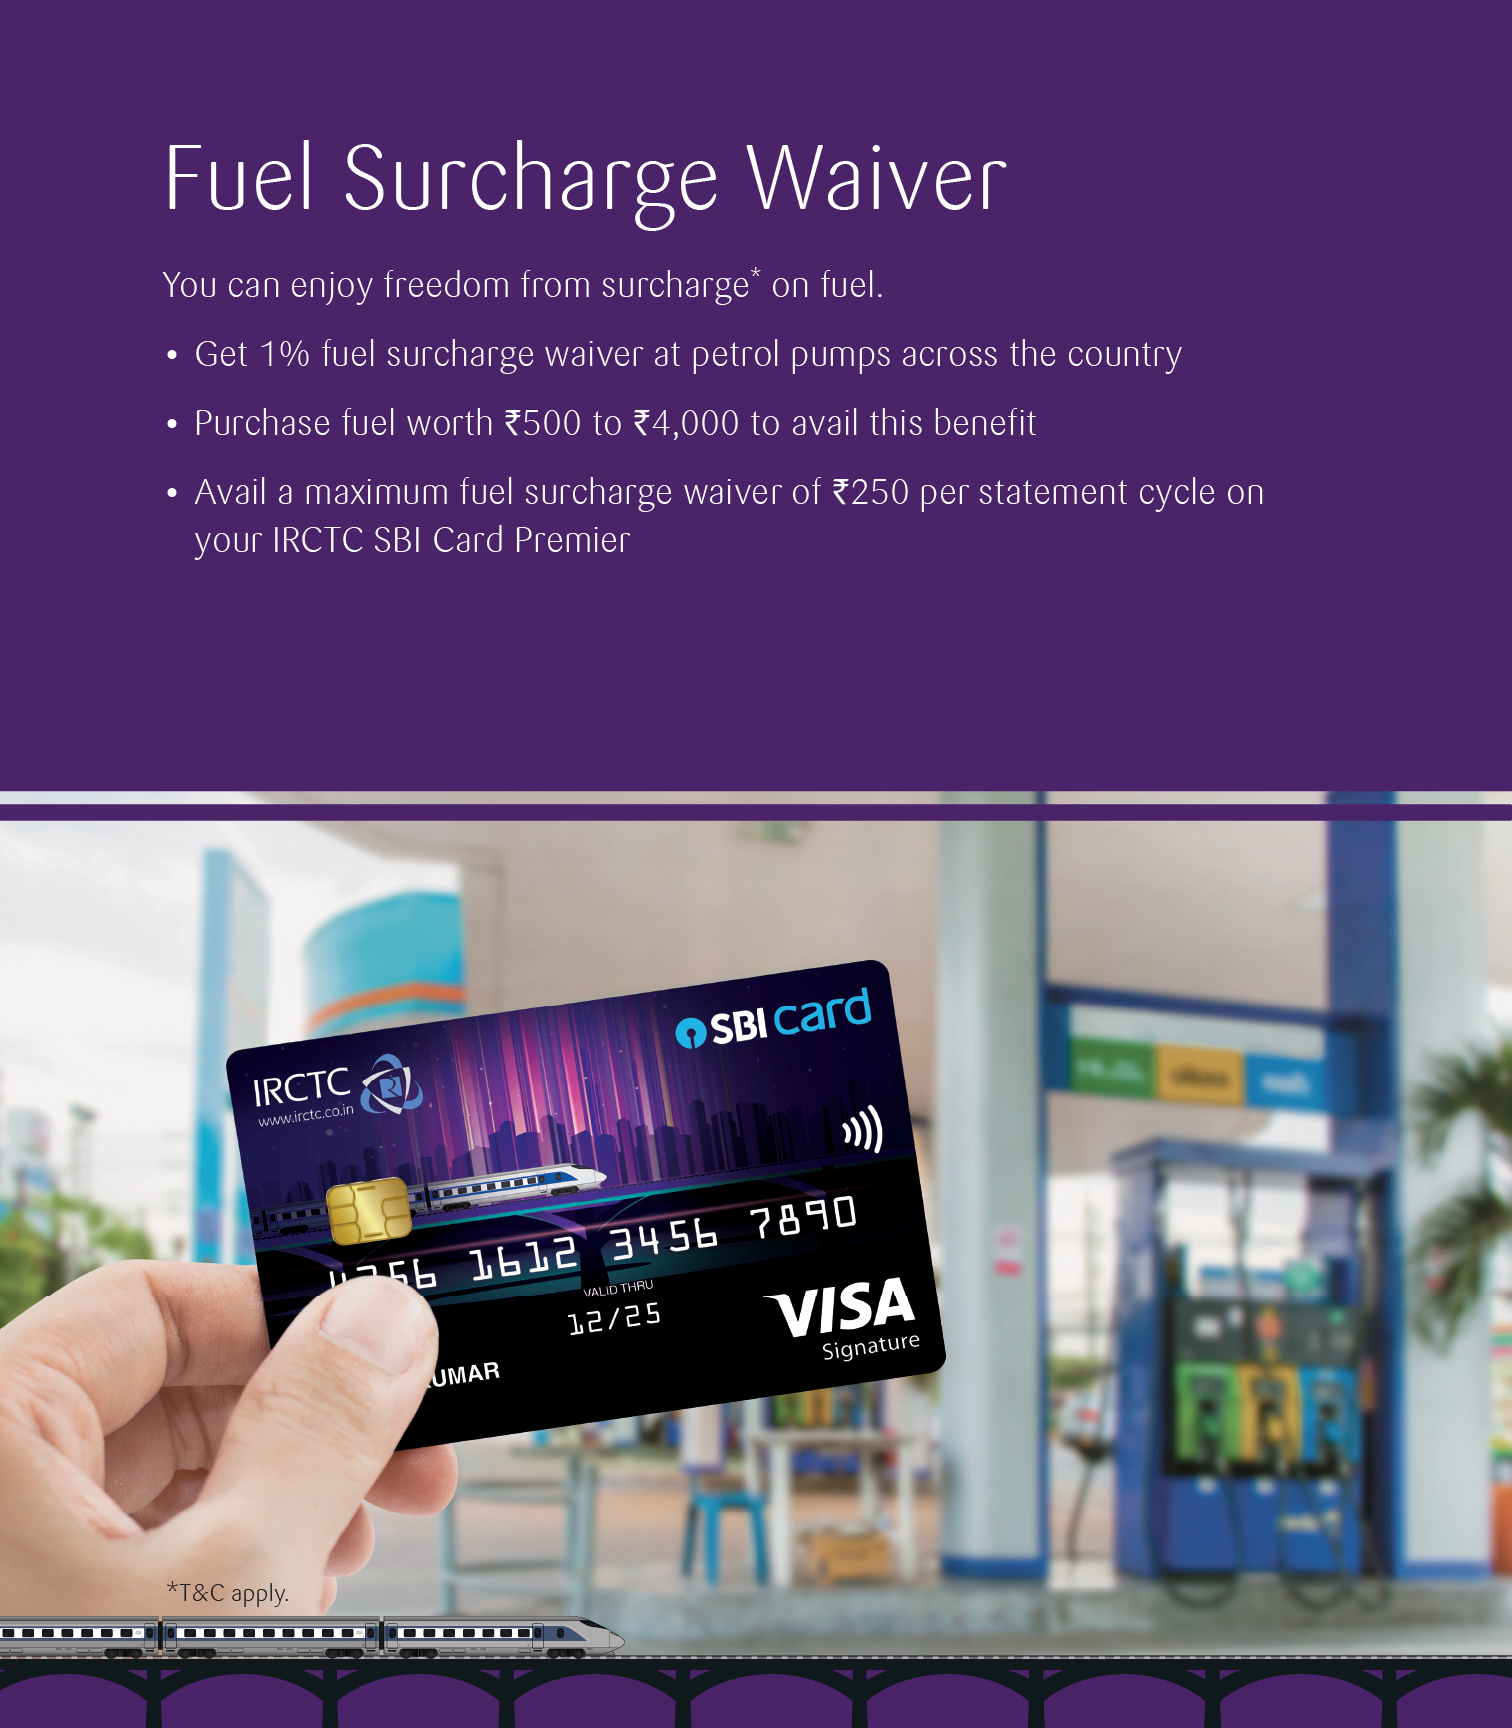 Fuel Surcharge Waiver
You can enjoy freedom from surcharge* on fuel.
• Get 1% fuel surcharge waiver at petrol pumps across the country
• Purchase fuel worth ₹500 to ₹4,000 to avail this benefit
• Avail a maximum fuel surcharge waiver of ₹250 per statement cycle on
your IRCTC SBI Card Premier
SBI card
IRCTC
www.irctc.co.in
56 1612 3456 7890
VALID THRU
12/25
VISA
Signature
UMAR
*T&C apply.